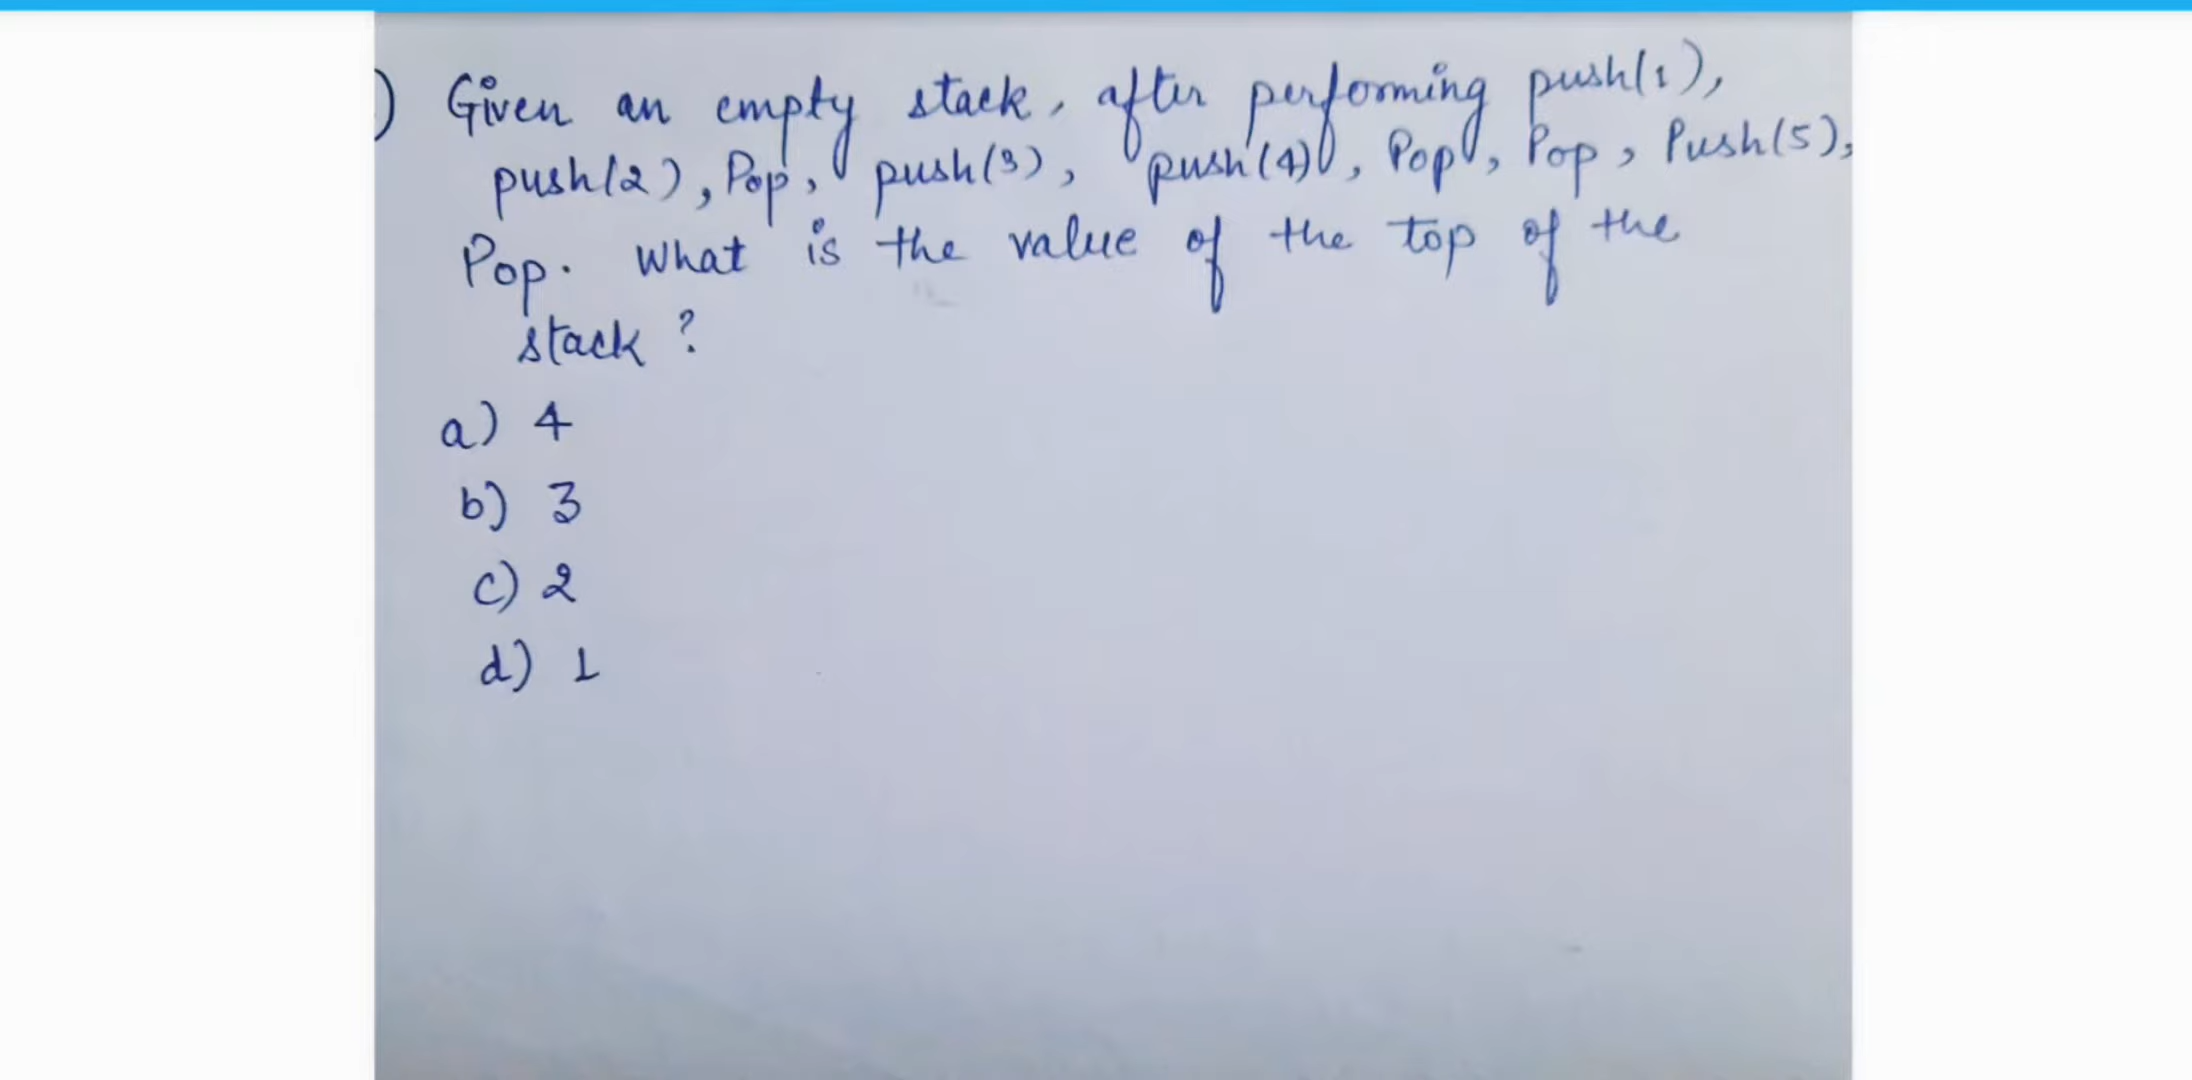 ) Given an empty stack, after performing push(1),
push(2), Pop, push(3), push(4), Pop, Pop, Push(5),
Pop. What is the value of the top of the
stack ?
a) 4
b) 3
c) 2
d) 1